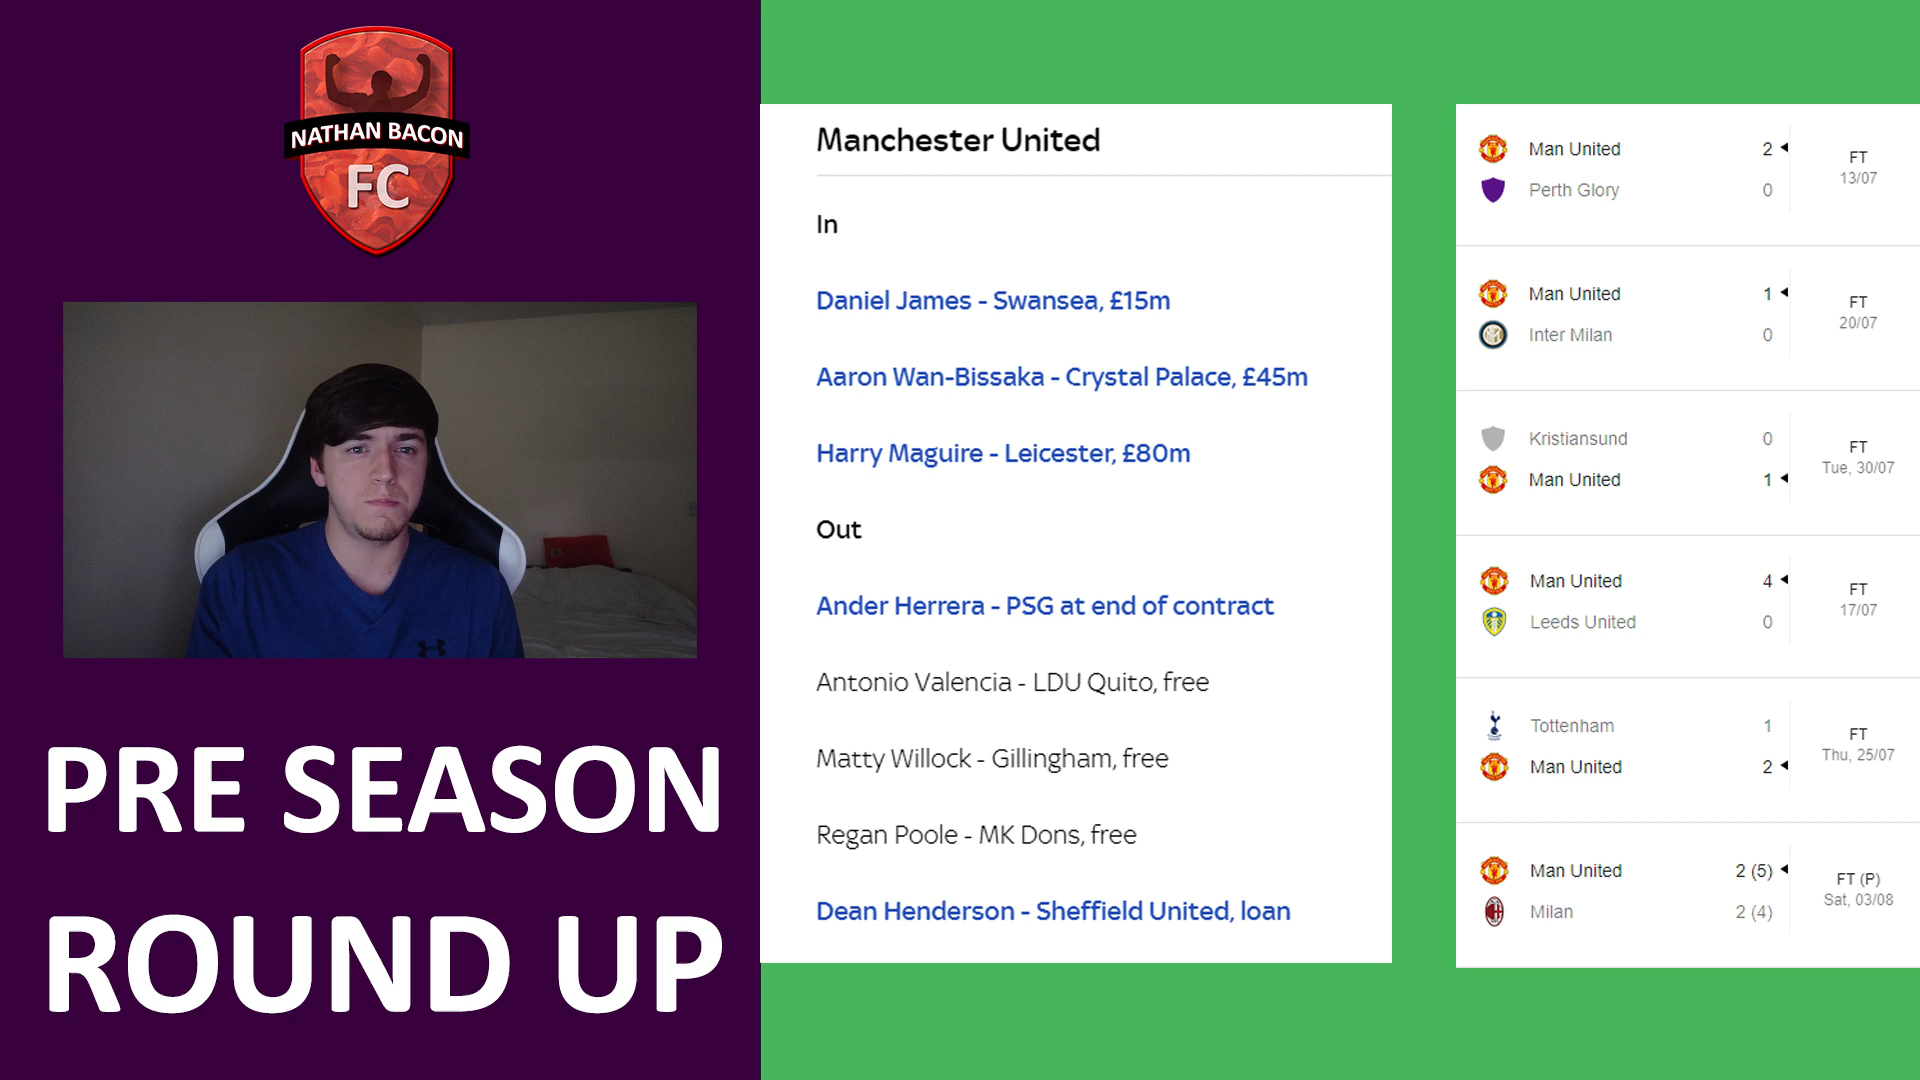 NATHAN BACON
FC
PRE SEASON
ROUND UP
Manchester United
In
Daniel James - Swansea, £15m
Aaron Wan-Bissaka - Crystal Palace, £45m
Harry Maguire - Leicester, £80m
Out
Ander Herrera - PSG at end of contract
Antonio Valencia - LDU Quito, free
Matty Willock - Gillingham, free
Regan Poole - MK Dons, free
Dean Henderson - Sheffield United, loan
Man United 2
Perth Glory 0
FT
13/07
Man United 1
Inter Milan 0
FT
20/07
Kristiansund 0
Man United 1
FT
Tue, 30/07
Man United 4
Leeds United 0
FT
17/07
Tottenham 1
Man United 2
FT
Thu, 25/07
Man United 2 (5)
Milan 2 (4)
FT (P)
Sat, 03/08